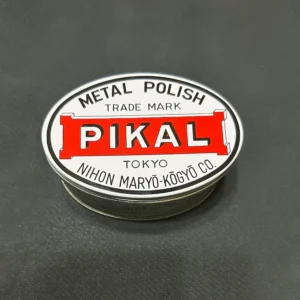 METAL POLISH
TRADE MARK
PIKAL
TOKYO
NIHON MARYŌ-KŌGYŌ CO.